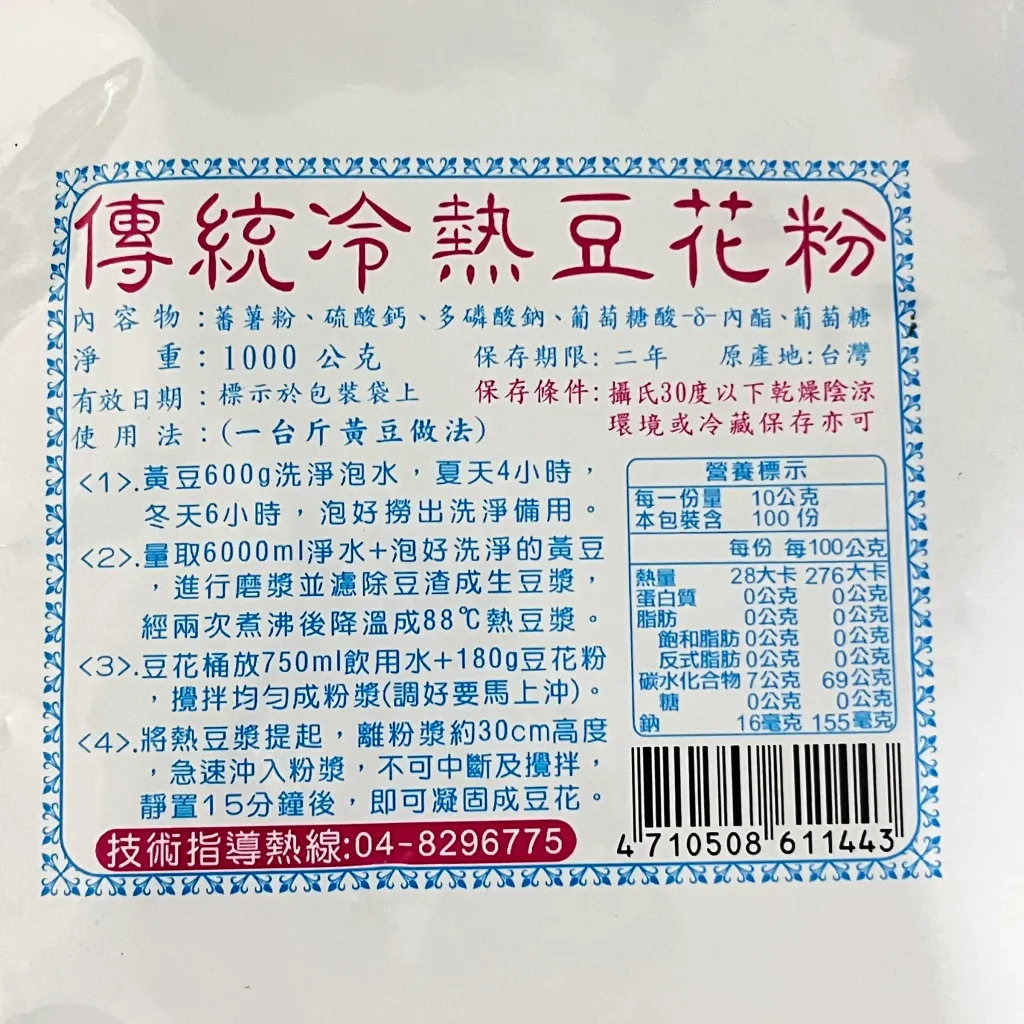 傳統冷熱豆花粉
內容物：蕃薯粉、硫酸鈣、多磷酸鈉、葡萄糖酸-δ-內酯、葡萄糖
淨　　重：1000 公克　保存期限：二年　原產地：台灣
有效日期：標示於包裝袋上　保存條件：攝氏30度以下乾燥陰涼
環境或冷藏保存亦可
使用法：(一台斤黃豆做法)
<1>.黃豆600g洗淨泡水，夏天4小時，
冬天6小時，泡好撈出洗淨備用。
<2>.量取6000ml淨水+泡好洗淨的黃豆
，進行磨漿並濾除豆渣成生豆漿，
經兩次煮沸後降溫成88℃熱豆漿。
<3>.豆花桶放750ml飲用水+180g豆花粉
，攪拌均勻成粉漿(調好要馬上沖)。
<4>.將熱豆漿提起，離粉漿約30cm高度
，急速沖入粉漿，不可中斷及攪拌，
靜置15分鐘後，即可凝固成豆花。
技術指導熱線:04-8296775
營養標示
每一份量　10公克
本包裝含　100 份
每份　每100公克
熱量　28大卡　276大卡
蛋白質　0公克　0公克
脂肪　0公克　0公克
飽和脂肪　0公克　0公克
反式脂肪　0公克　0公克
碳水化合物　7公克　69公克
糖　0公克　0公克
鈉　16毫克　155毫克
4 710508 611443